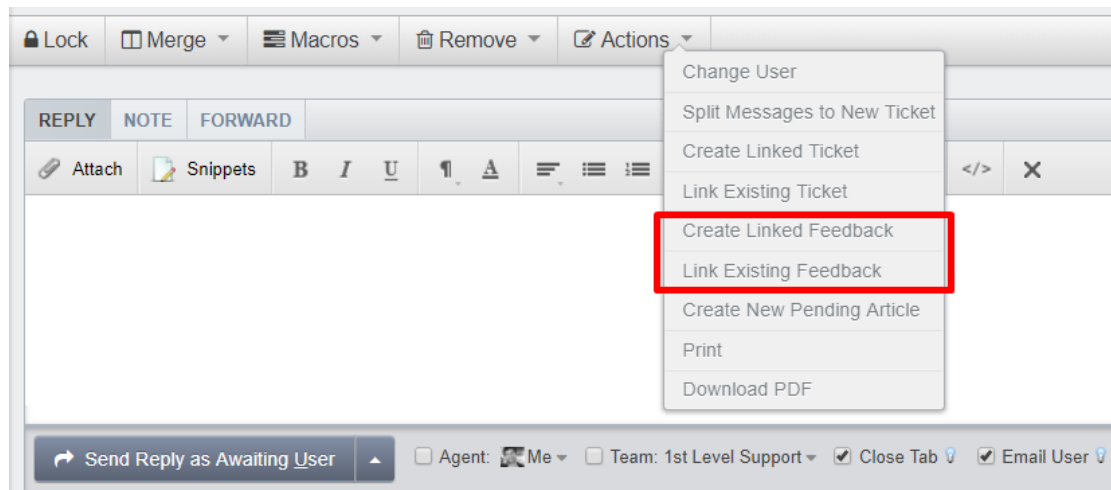 Lock Merge Macros Remove Actions
Change User
Split Messages to New Ticket
Create Linked Ticket
Link Existing Ticket
Create Linked Feedback
Link Existing Feedback
Create New Pending Article
Print
Download PDF
REPLY NOTE FORWARD
Attach Snippets B I U ¶ A </> X
Send Reply as Awaiting User Agent: Me Team: 1st Level Support Close Tab Email User